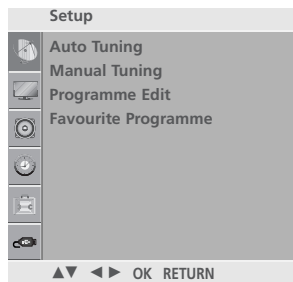 Setup
Auto Tuning
Manual Tuning
Programme Edit
Favourite Programme
▲▼ ◄ ► OK RETURN